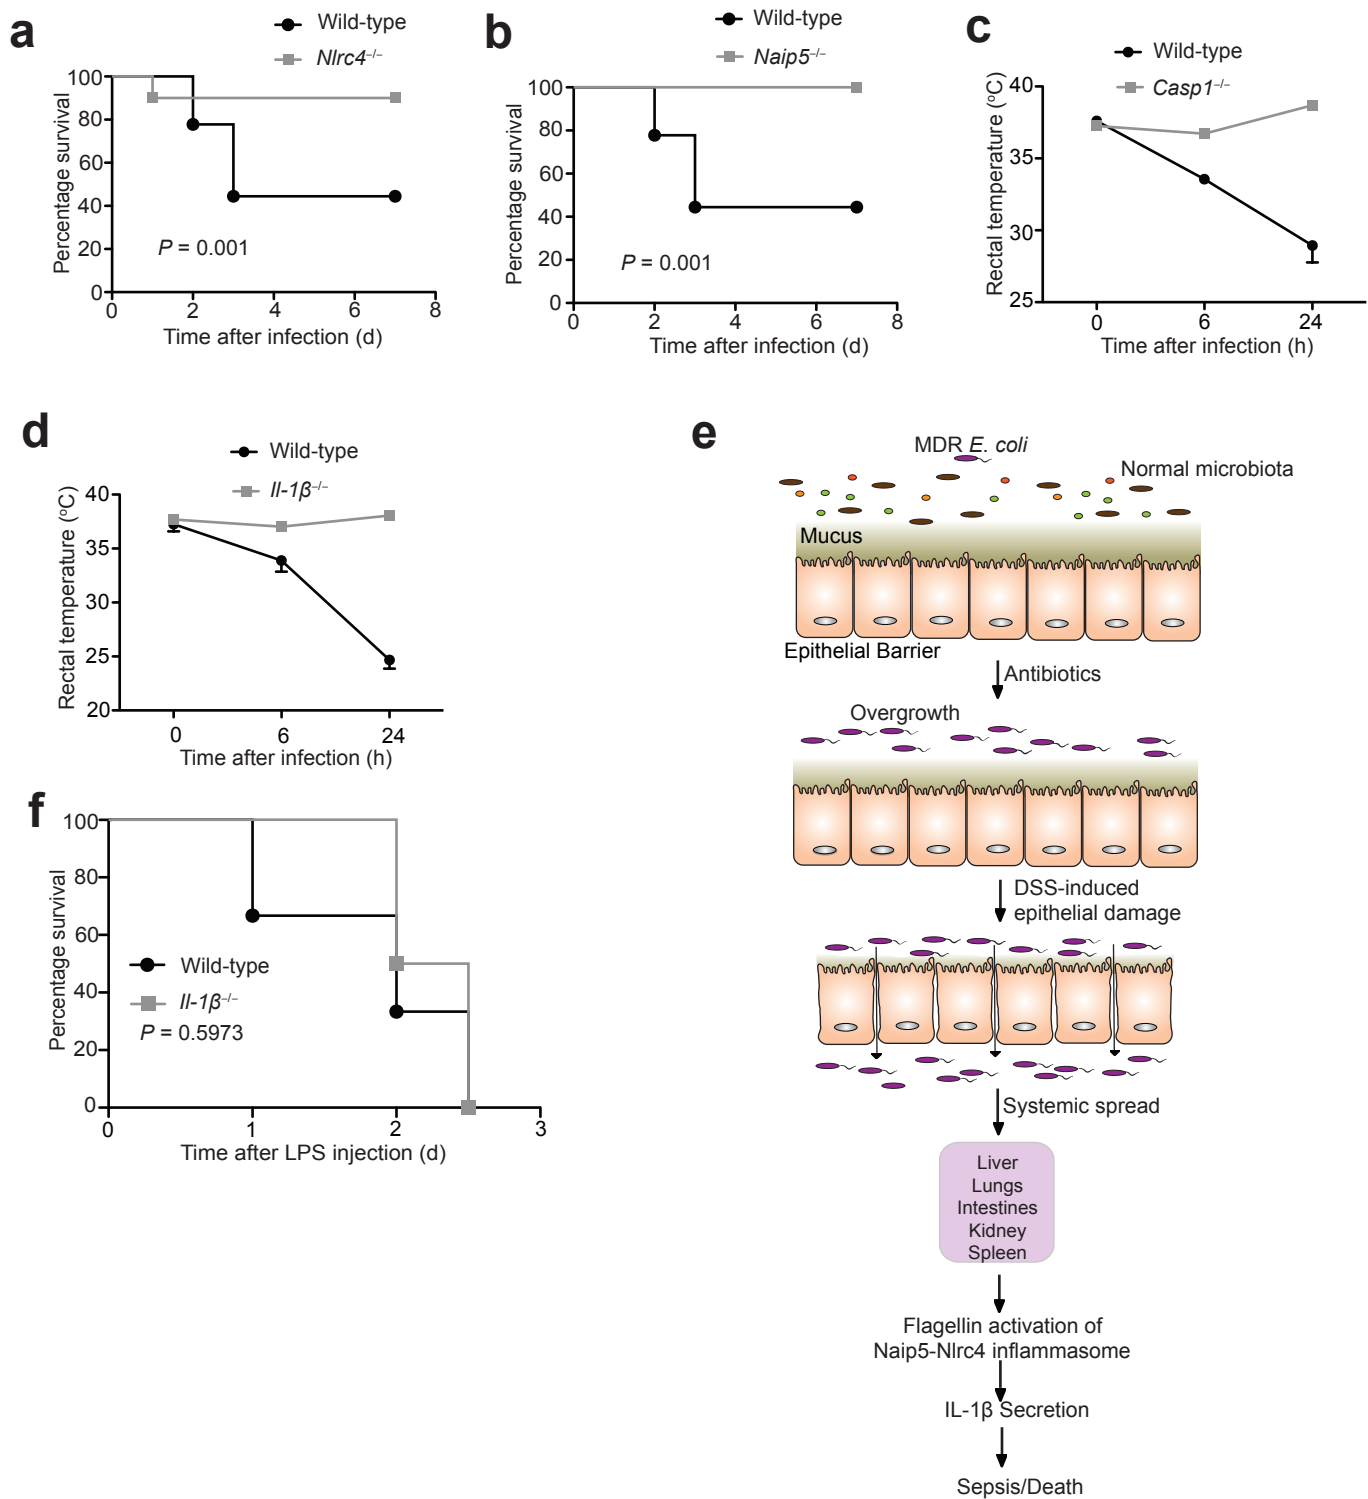 a
Wild-type
Nlrc4–/–
Percentage survival
100
80
60
40
20
0
P = 0.001
0 2 4 6 8
Time after infection (d)
b
Wild-type
Naip5–/–
Percentage survival
100
80
60
40
20
0
P = 0.001
0 2 4 6 8
Time after infection (d)
c
Wild-type
Casp1–/–
Rectal temperature (°C)
40
35
30
25
0 6 24
Time after infection (h)
d
Wild-type
Il-1β–/–
Rectal temperature (°C)
40
35
30
25
20
0 6 24
Time after infection (h)
e
MDR E. coli
Normal microbiota
Mucus
Epithelial Barrier
Antibiotics
Overgrowth
DSS-induced
epithelial damage
Systemic spread
Liver
Lungs
Intestines
Kidney
Spleen
Flagellin activation of
Naip5-Nlrc4 inflammasome
IL-1β Secretion
Sepsis/Death
f
Percentage survival
100
80
60
40
20
0
Wild-type
Il-1β–/–
P = 0.5973
0 1 2 3
Time after LPS injection (d)